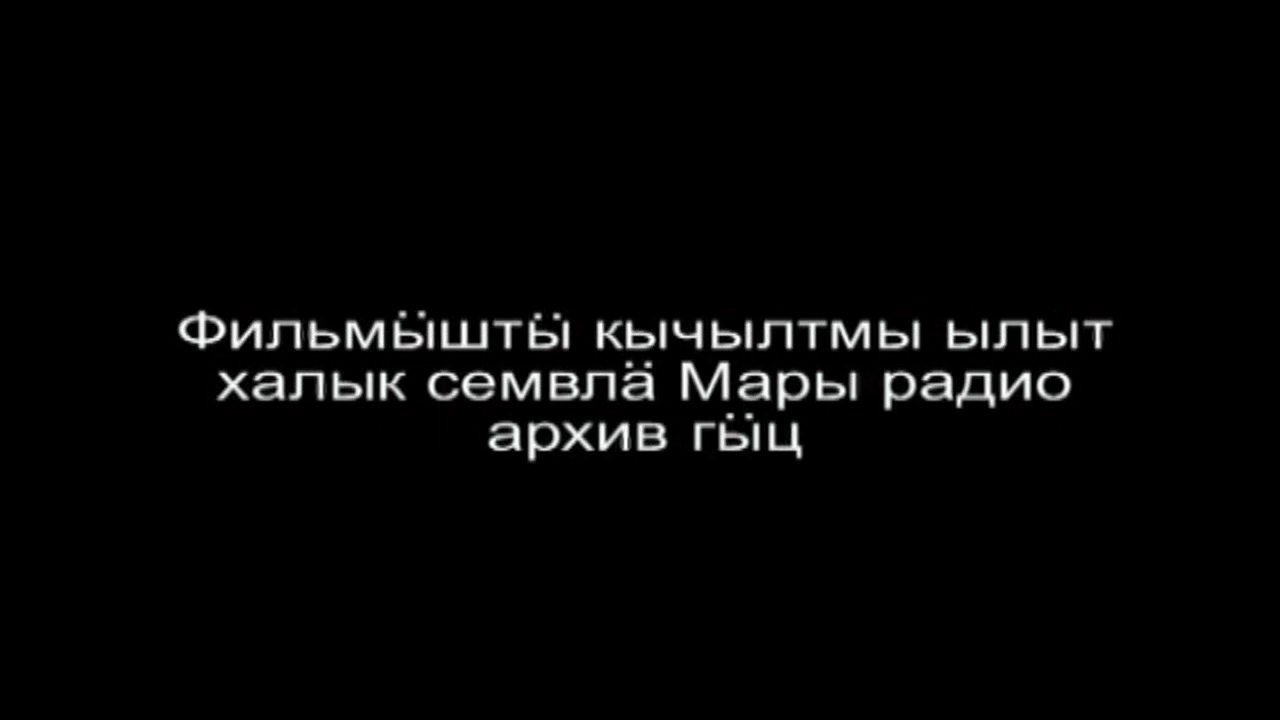 Фильмӹштӹ кычылтмы ылыт
халык семвлӓ Мары радио
архив гӹц